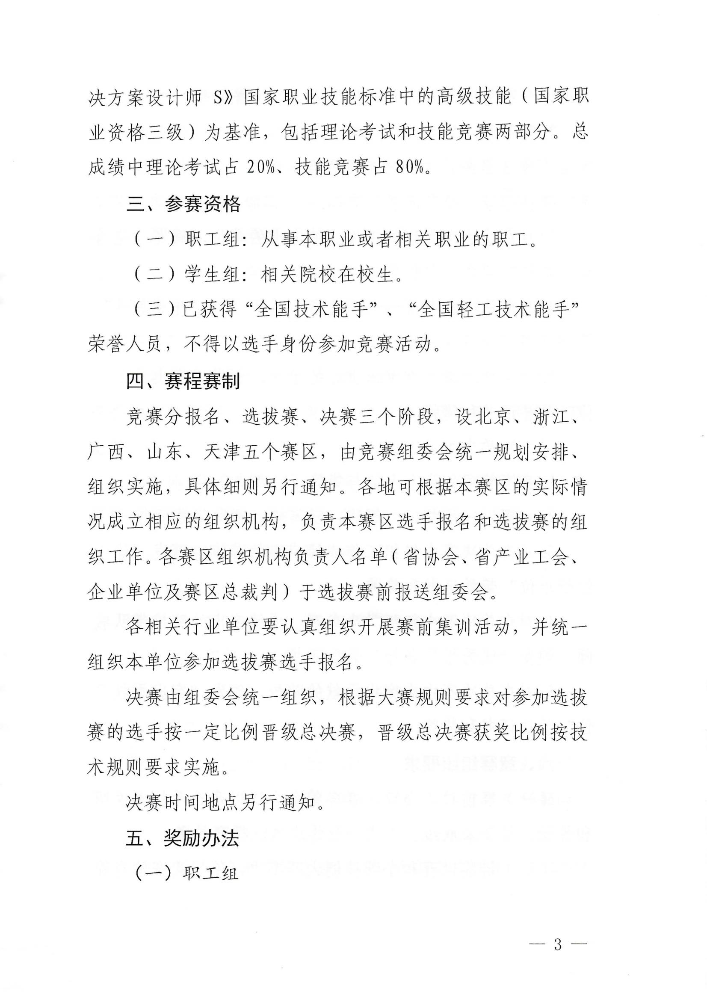 决方案设计师 S》国家职业技能标准中的高级技能（国家职
业资格三级）为基准，包括理论考试和技能竞赛两部分。总
成绩中理论考试占 20%、技能竞赛占 80%。
三、参赛资格
（一）职工组：从事本职业或者相关职业的职工。
（二）学生组：相关院校在校生。
（三）已获得“全国技术能手”、“全国轻工技术能手”
荣誉人员，不得以选手身份参加竞赛活动。
四、赛程赛制
竞赛分报名、选拔赛、决赛三个阶段，设北京、浙江、
广西、山东、天津五个赛区，由竞赛组委会统一规划安排、
组织实施，具体细则另行通知。各地可根据本赛区的实际情
况成立相应的组织机构，负责本赛区选手报名和选拔赛的组
织工作。各赛区组织机构负责人名单（省协会、省产业工会、
企业单位及赛区总裁判）于选拔赛前报送组委会。
各相关行业单位要认真组织开展赛前集训活动，并统一
组织本单位参加选拔赛选手报名。
决赛由组委会统一组织，根据大赛规则要求对参加选拔
赛的选手按一定比例晋级总决赛，晋级总决赛获奖比例按技
术规则要求实施。
决赛时间地点另行通知。
五、奖励办法
（一）职工组
— 3 —